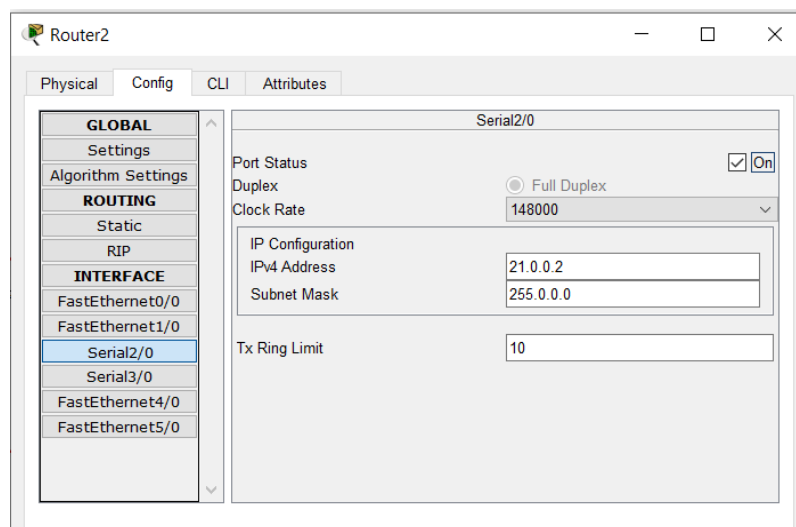 Router2
Physical Config CLI Attributes
GLOBAL
Settings
Algorithm Settings
ROUTING
Static
RIP
INTERFACE
FastEthernet0/0
FastEthernet1/0
Serial2/0
Serial3/0
FastEthernet4/0
FastEthernet5/0
Serial2/0
Port Status On
Duplex Full Duplex
Clock Rate 148000
IP Configuration
IPv4 Address 21.0.0.2
Subnet Mask 255.0.0.0
Tx Ring Limit 10